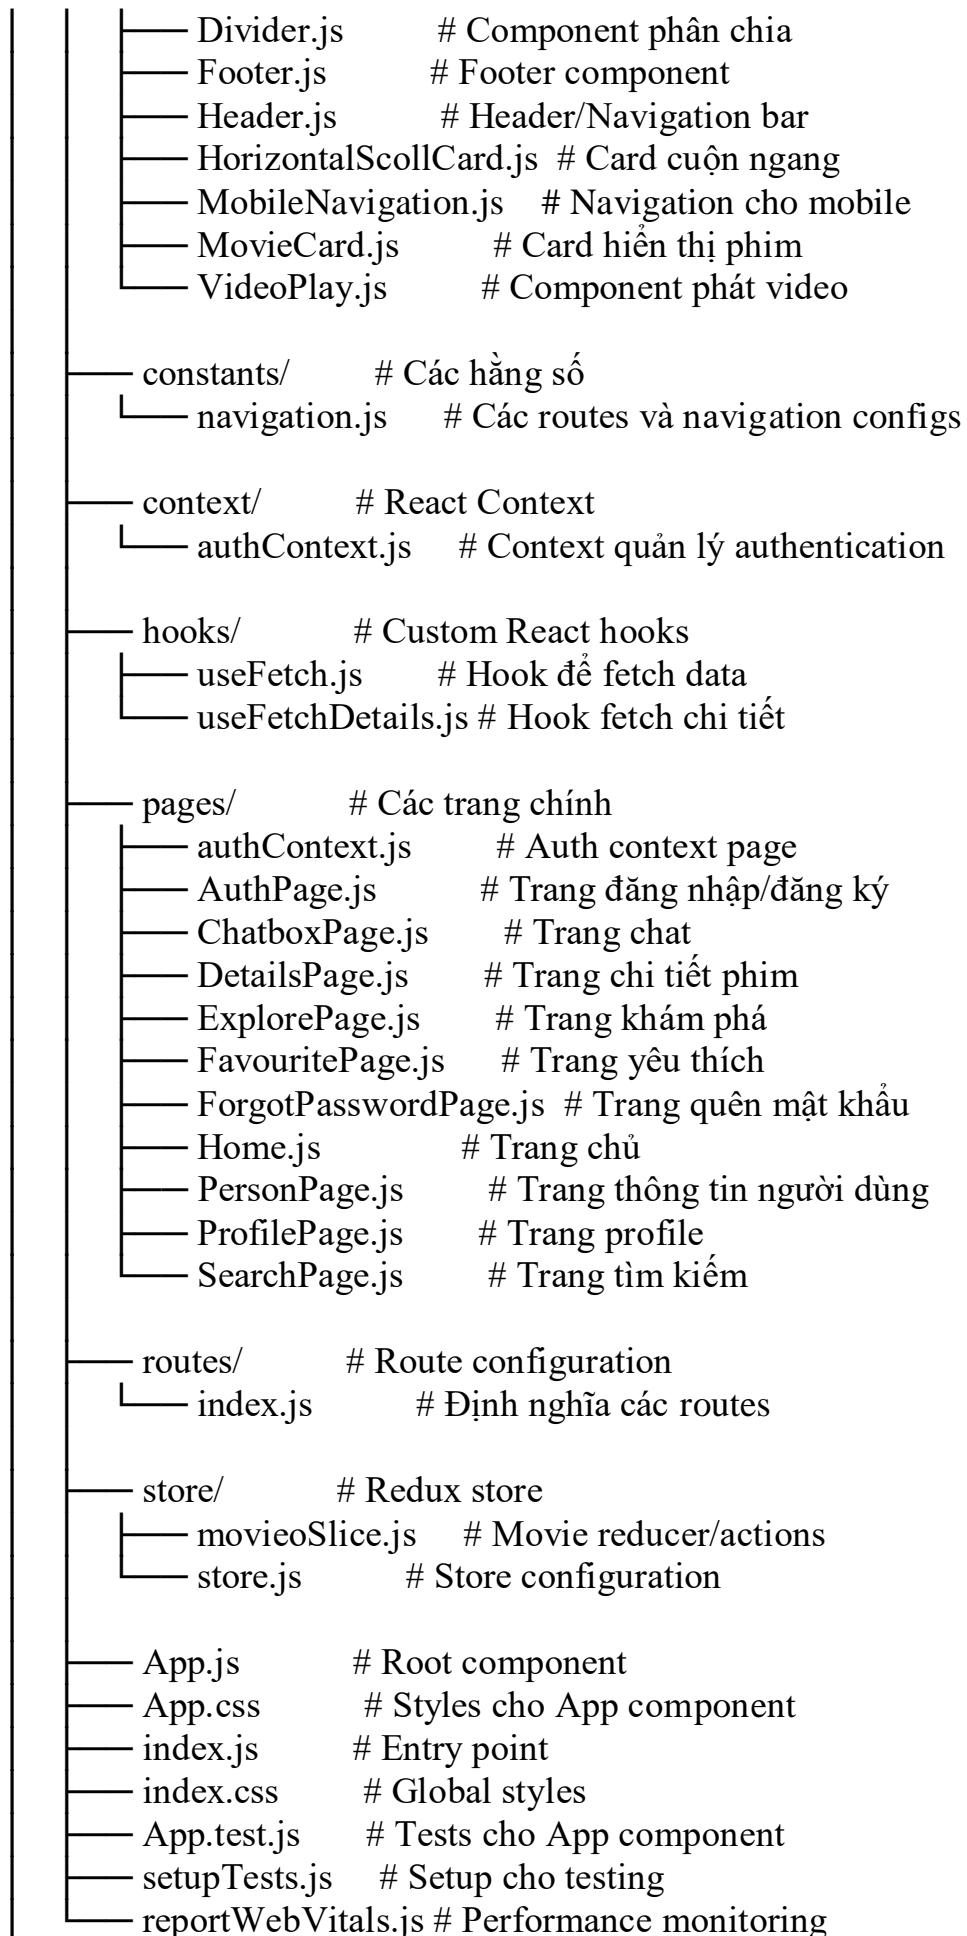 │ │ ├── Divider.js # Component phân chia
│ │ ├── Footer.js # Footer component
│ │ ├── Header.js # Header/Navigation bar
│ │ ├── HorizontalScollCard.js # Card cuộn ngang
│ │ ├── MobileNavigation.js # Navigation cho mobile
│ │ ├── MovieCard.js # Card hiển thị phim
│ │ └── VideoPlay.js # Component phát video
│ │
│ ├── constants/ # Các hằng số
│ │ └── navigation.js # Các routes và navigation configs
│ │
│ ├── context/ # React Context
│ │ └── authContext.js # Context quản lý authentication
│ │
│ ├── hooks/ # Custom React hooks
│ │ ├── useFetch.js # Hook để fetch data
│ │ └── useFetchDetails.js # Hook fetch chi tiết
│ │
│ ├── pages/ # Các trang chính
│ │ ├── authContext.js # Auth context page
│ │ ├── AuthPage.js # Trang đăng nhập/đăng ký
│ │ ├── ChatboxPage.js # Trang chat
│ │ ├── DetailsPage.js # Trang chi tiết phim
│ │ ├── ExplorePage.js # Trang khám phá
│ │ ├── FavouritePage.js # Trang yêu thích
│ │ ├── ForgotPasswordPage.js # Trang quên mật khẩu
│ │ ├── Home.js # Trang chủ
│ │ ├── PersonPage.js # Trang thông tin người dùng
│ │ ├── ProfilePage.js # Trang profile
│ │ └── SearchPage.js # Trang tìm kiếm
│ │
│ ├── routes/ # Route configuration
│ │ └── index.js # Định nghĩa các routes
│ │
│ ├── store/ # Redux store
│ │ ├── movieoSlice.js # Movie reducer/actions
│ │ └── store.js # Store configuration
│ │
│ ├── App.js # Root component
│ ├── App.css # Styles cho App component
│ ├── index.js # Entry point
│ ├── index.css # Global styles
│ ├── App.test.js # Tests cho App component
│ ├── setupTests.js # Setup cho testing
│ └── reportWebVitals.js # Performance monitoring